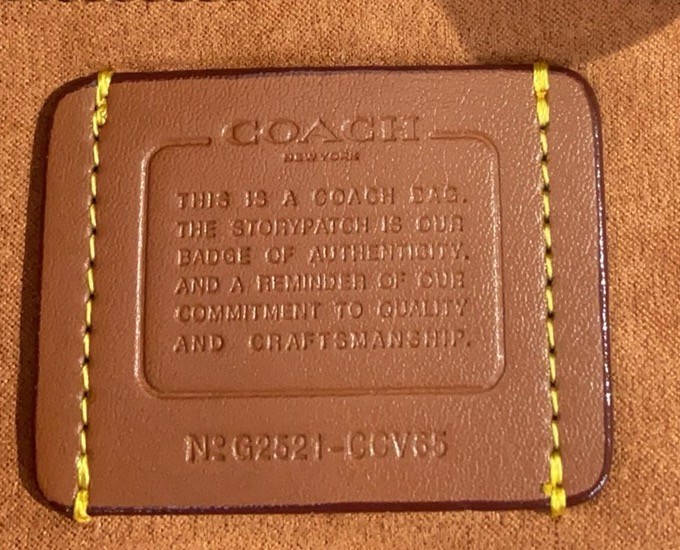 COACH
NEW YORK
THIS IS A COACH BAG.
THE STORYPATCH IS OUR
BADGE OF AUTHENTICITY.
AND A REMINDER OF OUR
COMMITMENT TO QUALITY
AND CRAFTSMANSHIP.
Nº G2521-CCV65